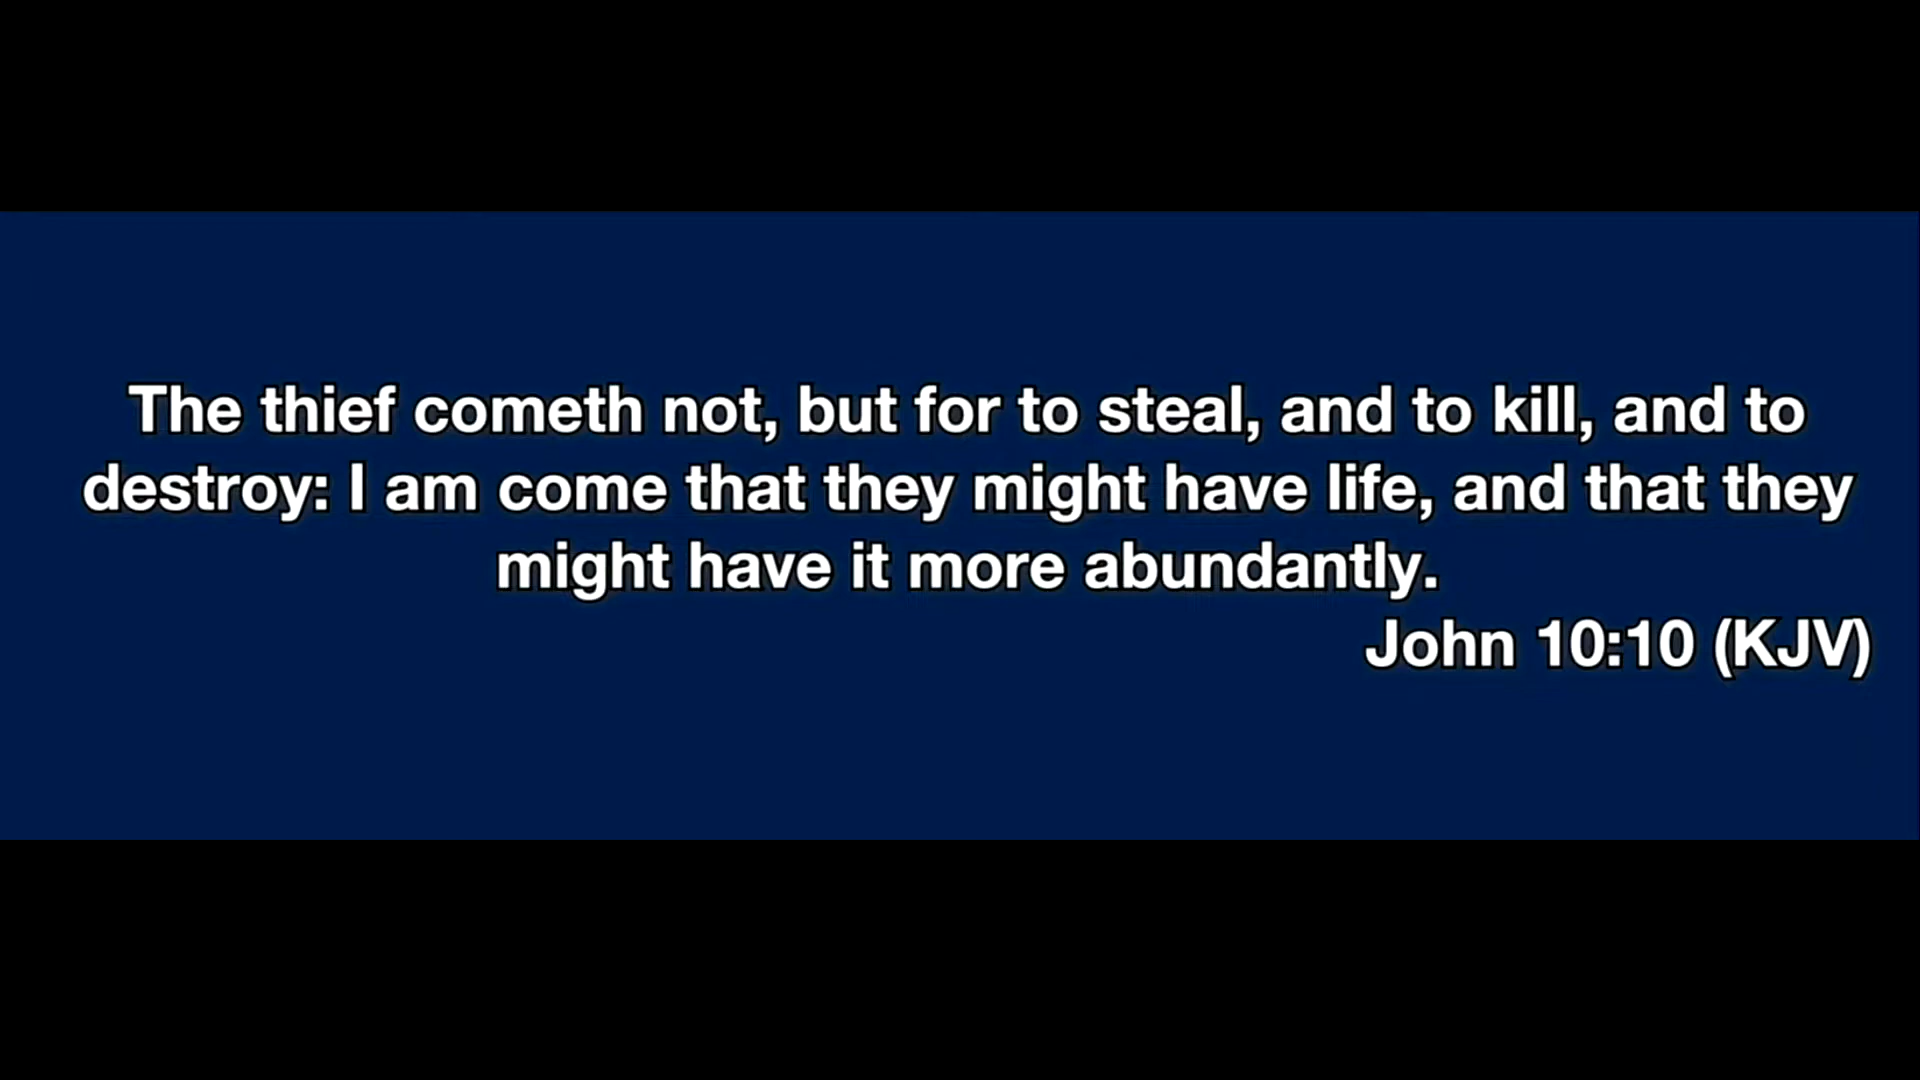 The thief cometh not, but for to steal, and to kill, and to
destroy: I am come that they might have life, and that they
might have it more abundantly.
John 10:10 (KJV)